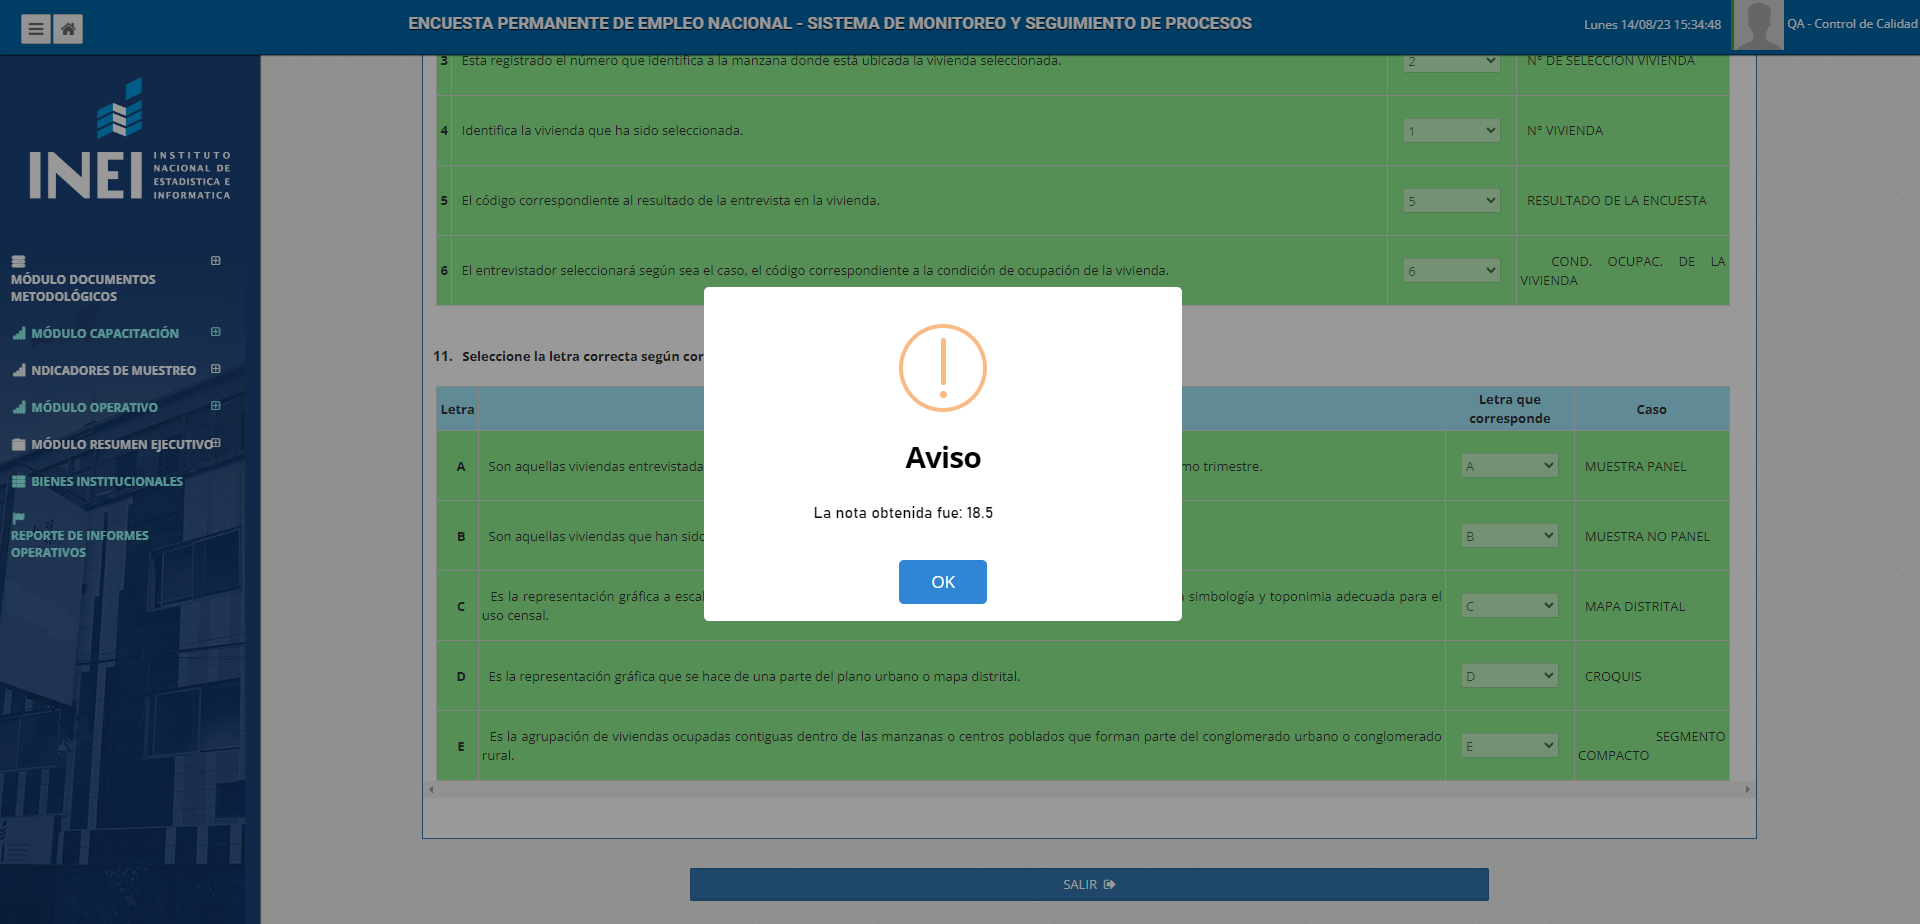 ENCUESTA PERMANENTE DE EMPLEO NACIONAL - SISTEMA DE MONITOREO Y SEGUIMIENTO DE PROCESOS
Lunes 14/08/23 15:34:48
QA - Control de Calidad
INEI
INSTITUTO
NACIONAL DE
ESTADISTICA E
INFORMATICA
MÓDULO DOCUMENTOS
METODOLÓGICOS
MÓDULO CAPACITACIÓN
NDICADORES DE MUESTREO
MÓDULO OPERATIVO
MÓDULO RESUMEN EJECUTIVO
BIENES INSTITUCIONALES
REPORTE DE INFORMES
OPERATIVOS
3 Esta registrado el número que identifica a la manzana donde está ubicada la vivienda seleccionada. 2 N° DE SELECCION VIVIENDA
4 Identifica la vivienda que ha sido seleccionada. 1 N° VIVIENDA
5 El código correspondiente al resultado de la entrevista en la vivienda. 5 RESULTADO DE LA ENCUESTA
6 El entrevistador seleccionará según sea el caso, el código correspondiente a la condición de ocupación de la vivienda. 6 COND. OCUPAC. DE LA
VIVIENDA
11. Seleccione la letra correcta según cor
Letra
Letra que
corresponde
Caso
A Son aquellas viviendas entrevistada mo trimestre. A MUESTRA PANEL
B Son aquellas viviendas que han sido B MUESTRA NO PANEL
C Es la representación gráfica a escal a simbología y toponimia adecuada para el
uso censal. C MAPA DISTRITAL
D Es la representación gráfica que se hace de una parte del plano urbano o mapa distrital. D CROQUIS
E Es la agrupación de viviendas ocupadas contiguas dentro de las manzanas o centros poblados que forman parte del conglomerado urbano o conglomerado
rural. E SEGMENTO
COMPACTO
Aviso
La nota obtenida fue: 18.5
OK
SALIR